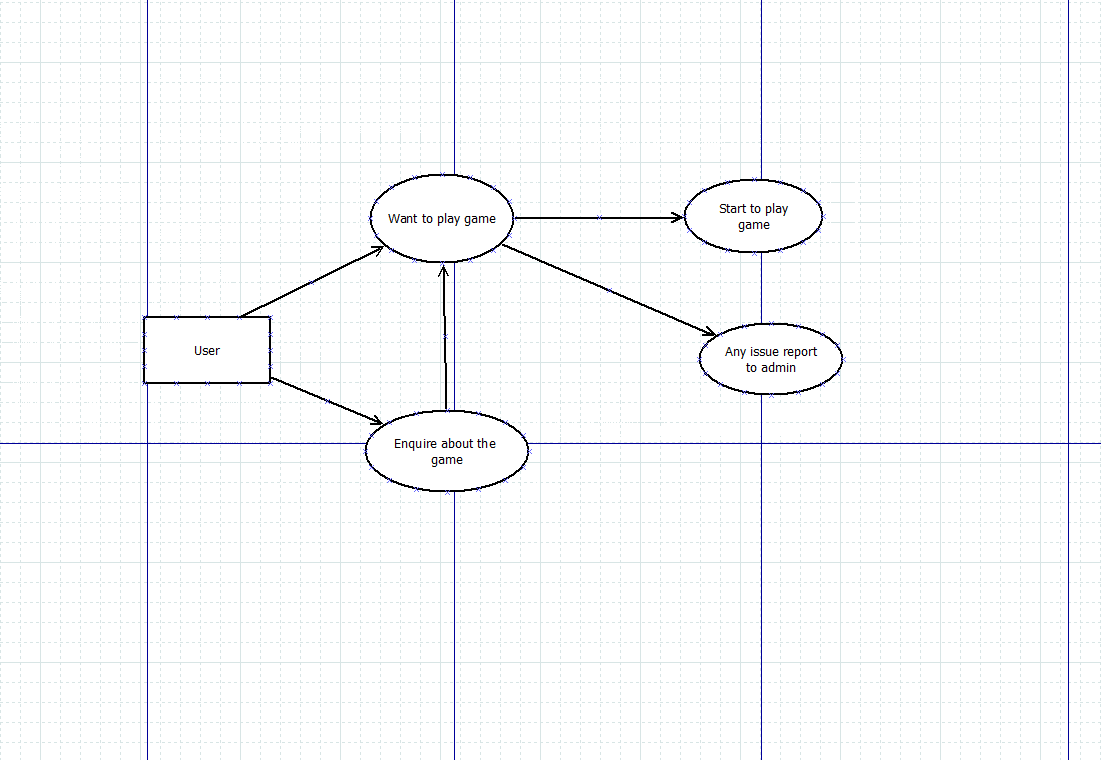 Want to play game
Start to play
game
User
Any issue report
to admin
Enquire about the
game